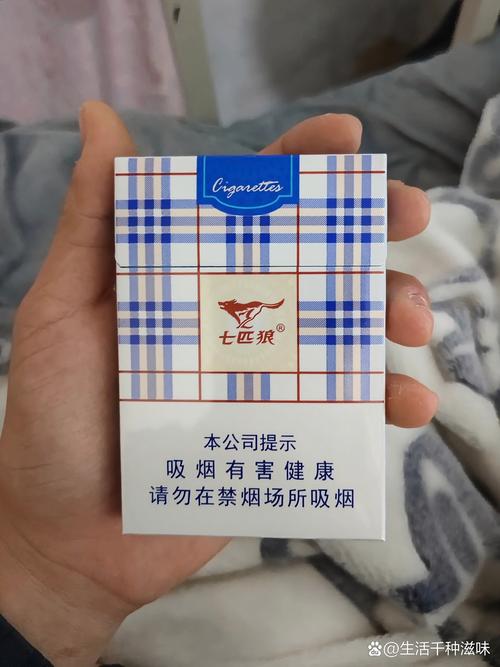 Cigarettes
七匹狼®
本公司提示
吸烟有害健康
请勿在禁烟场所吸烟
@生活千种滋味